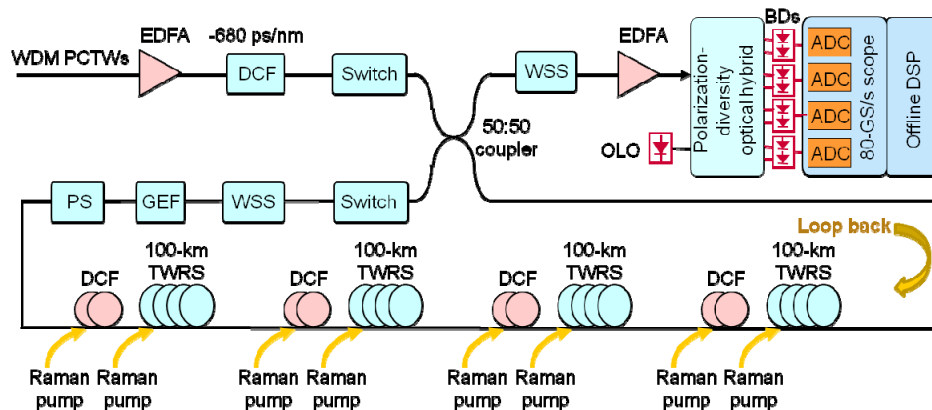 WDM PCTWs
EDFA
-680 ps/nm
DCF
Switch
50:50
coupler
WSS
EDFA
OLO
Polarization-
diversity
optical hybrid
BDs
ADC
ADC
ADC
ADC
80-GS/s scope
Offline DSP
PS
GEF
WSS
Switch
Loop back
DCF
100-km
TWRS
DCF
100-km
TWRS
DCF
100-km
TWRS
DCF
100-km
TWRS
Raman
pump
Raman
pump
Raman
pump
Raman
pump
Raman
pump
Raman
pump
Raman
pump
Raman
pump